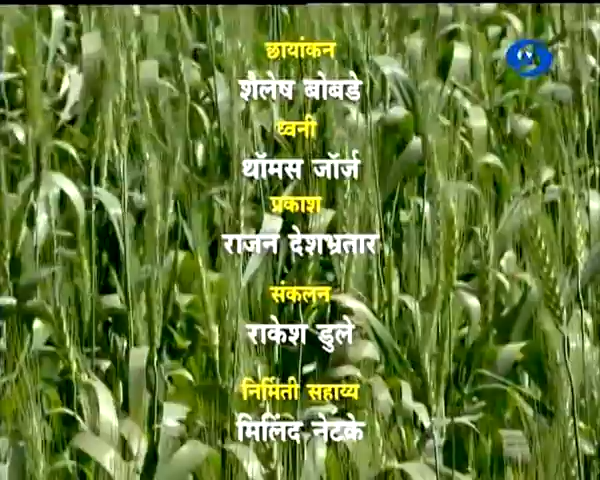 छायांकन
शैलेष बोबडे
ध्वनी
थॉमस जॉर्ज
प्रकाश
राजन देशभ्रतार
संकलन
राकेश डुले
निर्मिती सहाय्य
मिलिंद नेटके